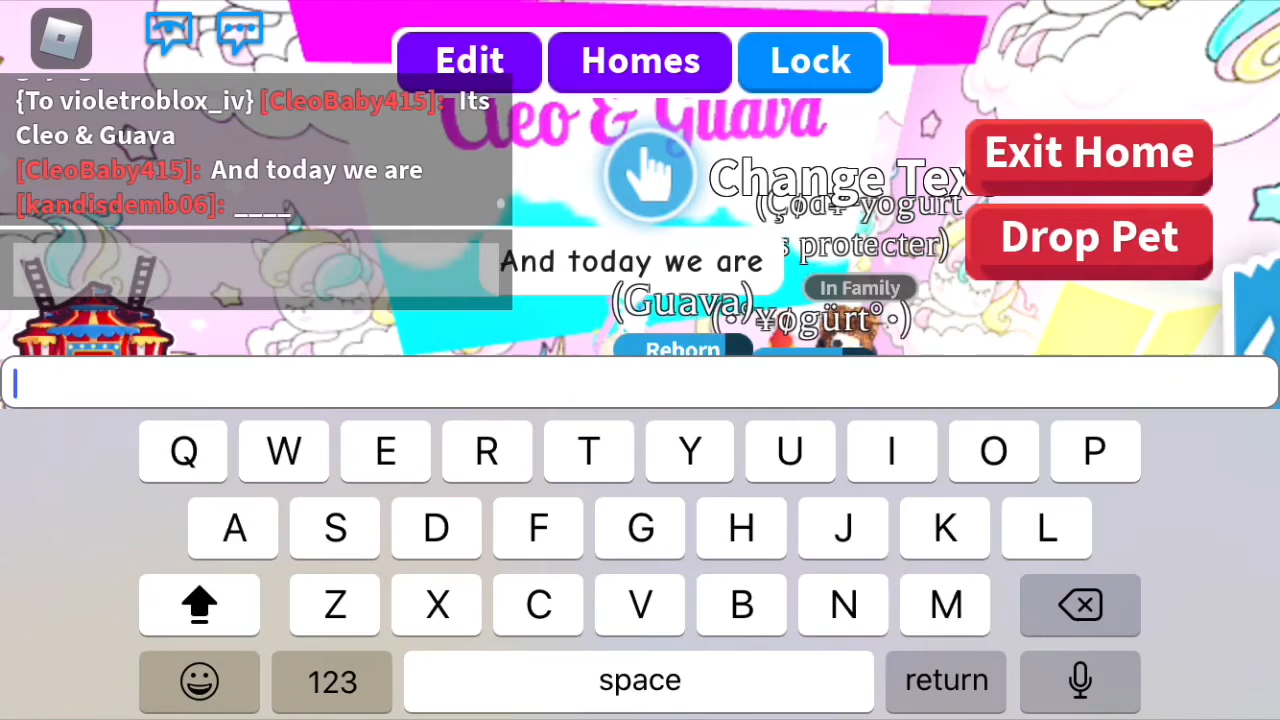 Edit
Homes
Lock
{To violetroblox_iv} [CleoBaby415]: Its
Cleo & Guava
[CleoBaby415]: And today we are
[kandisdemb06]: ____
Cleo & Guava
Change Tex
yogurt
protecter)
Exit Home
Drop Pet
And today we are
In Family
(Guava)
Reborn
Q W E R T Y U I O P
A S D F G H J K L
Z X C V B N M
123
space
return